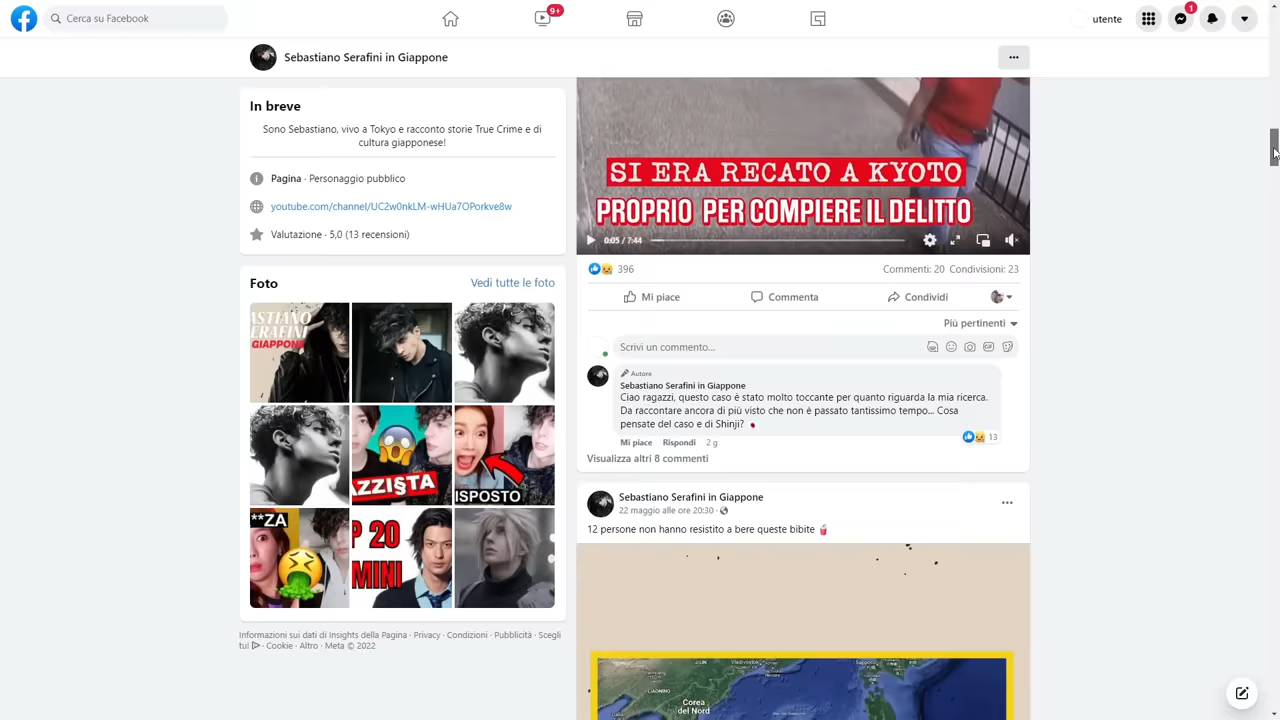 Cerca su Facebook
9+
utente
1
Sebastiano Serafini in Giappone
In breve
Sono Sebastiano, vivo a Tokyo e racconto storie True Crime e di
cultura giapponese!
Pagina · Personaggio pubblico
youtube.com/channel/UC2w0nkLM-wHUa7OPorkve8w
Valutazione · 5,0 (13 recensioni)
Foto
Vedi tutte le foto
ASTIANO
ERAFINI
GIAPPONE
AZZISTA
ISPOSTO
**ZA
P 20
MINI
Informazioni sui dati di Insights della Pagina · Privacy · Condizioni · Pubblicità · Scegli
tu! · Cookie · Altro · Meta © 2022
SI ERA RECATO A KYOTO
PROPRIO PER COMPIERE IL DELITTO
0:05 / 7:44
396
Commenti: 20 Condivisioni: 23
Mi piace
Commenta
Condividi
Più pertinenti
Scrivi un commento...
GIF
Autore
Sebastiano Serafini in Giappone
Ciao ragazzi, questo caso è stato molto toccante per quanto riguarda la mia ricerca.
Da raccontare ancora di più visto che non è passato tantissimo tempo... Cosa
pensate del caso e di Shinji?
13
Mi piace Rispondi 2 g
Visualizza altri 8 commenti
Sebastiano Serafini in Giappone
22 maggio alle ore 20:30 ·
12 persone non hanno resistito a bere queste bibite
JILIN
Vladivostok
Sapporo
LIAONING
Corea
del Nord